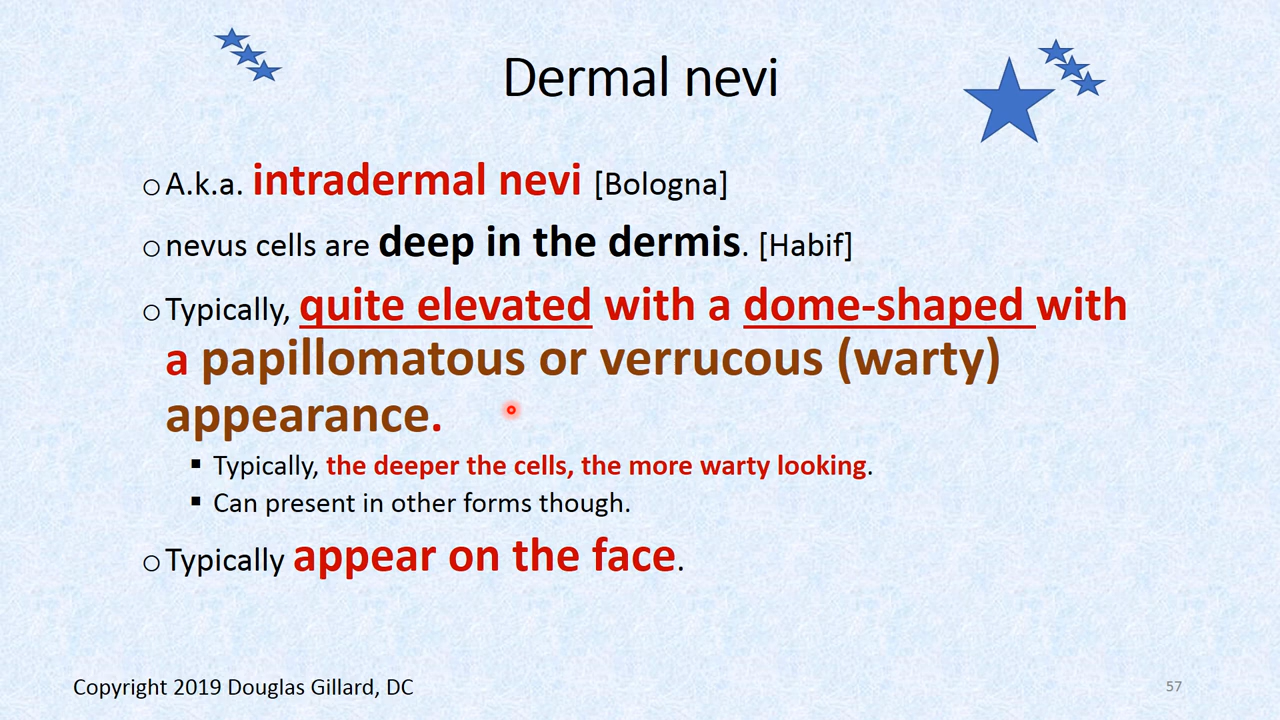 Dermal nevi
A.k.a. intradermal nevi [Bologna]
nevus cells are deep in the dermis. [Habif]
Typically, quite elevated with a dome-shaped with
a papillomatous or verrucous (warty)
appearance.
Typically, the deeper the cells, the more warty looking.
Can present in other forms though.
Typically appear on the face.
Copyright 2019 Douglas Gillard, DC
57